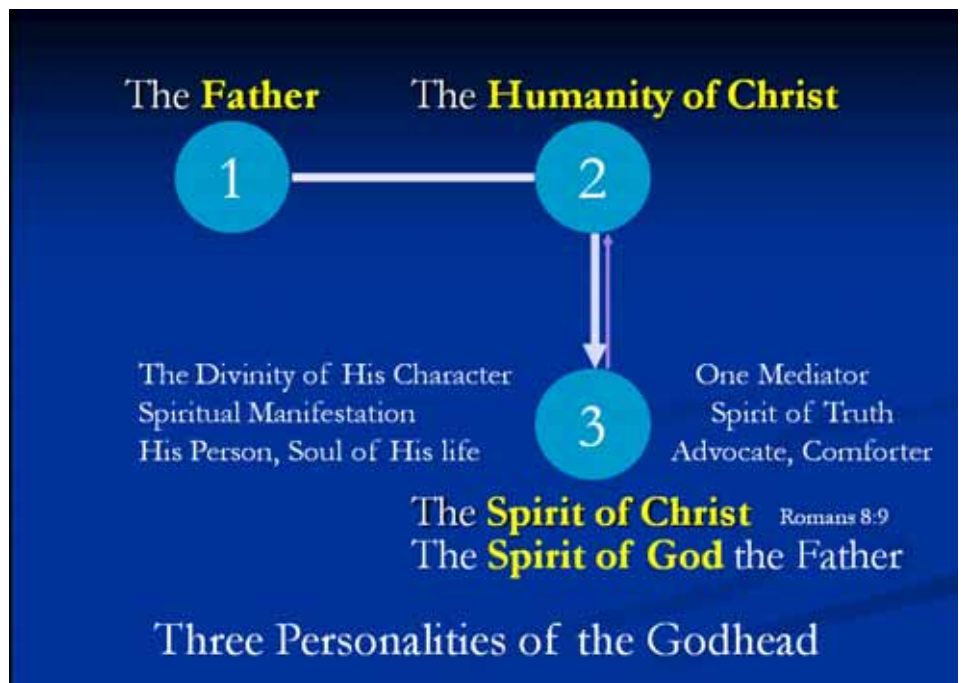 The Father
The Humanity of Christ
1
2
The Divinity of His Character
Spiritual Manifestation
His Person, Soul of His life
3
One Mediator
Spirit of Truth
Advocate, Comforter
The Spirit of Christ Romans 8:9
The Spirit of God the Father
Three Personalities of the Godhead